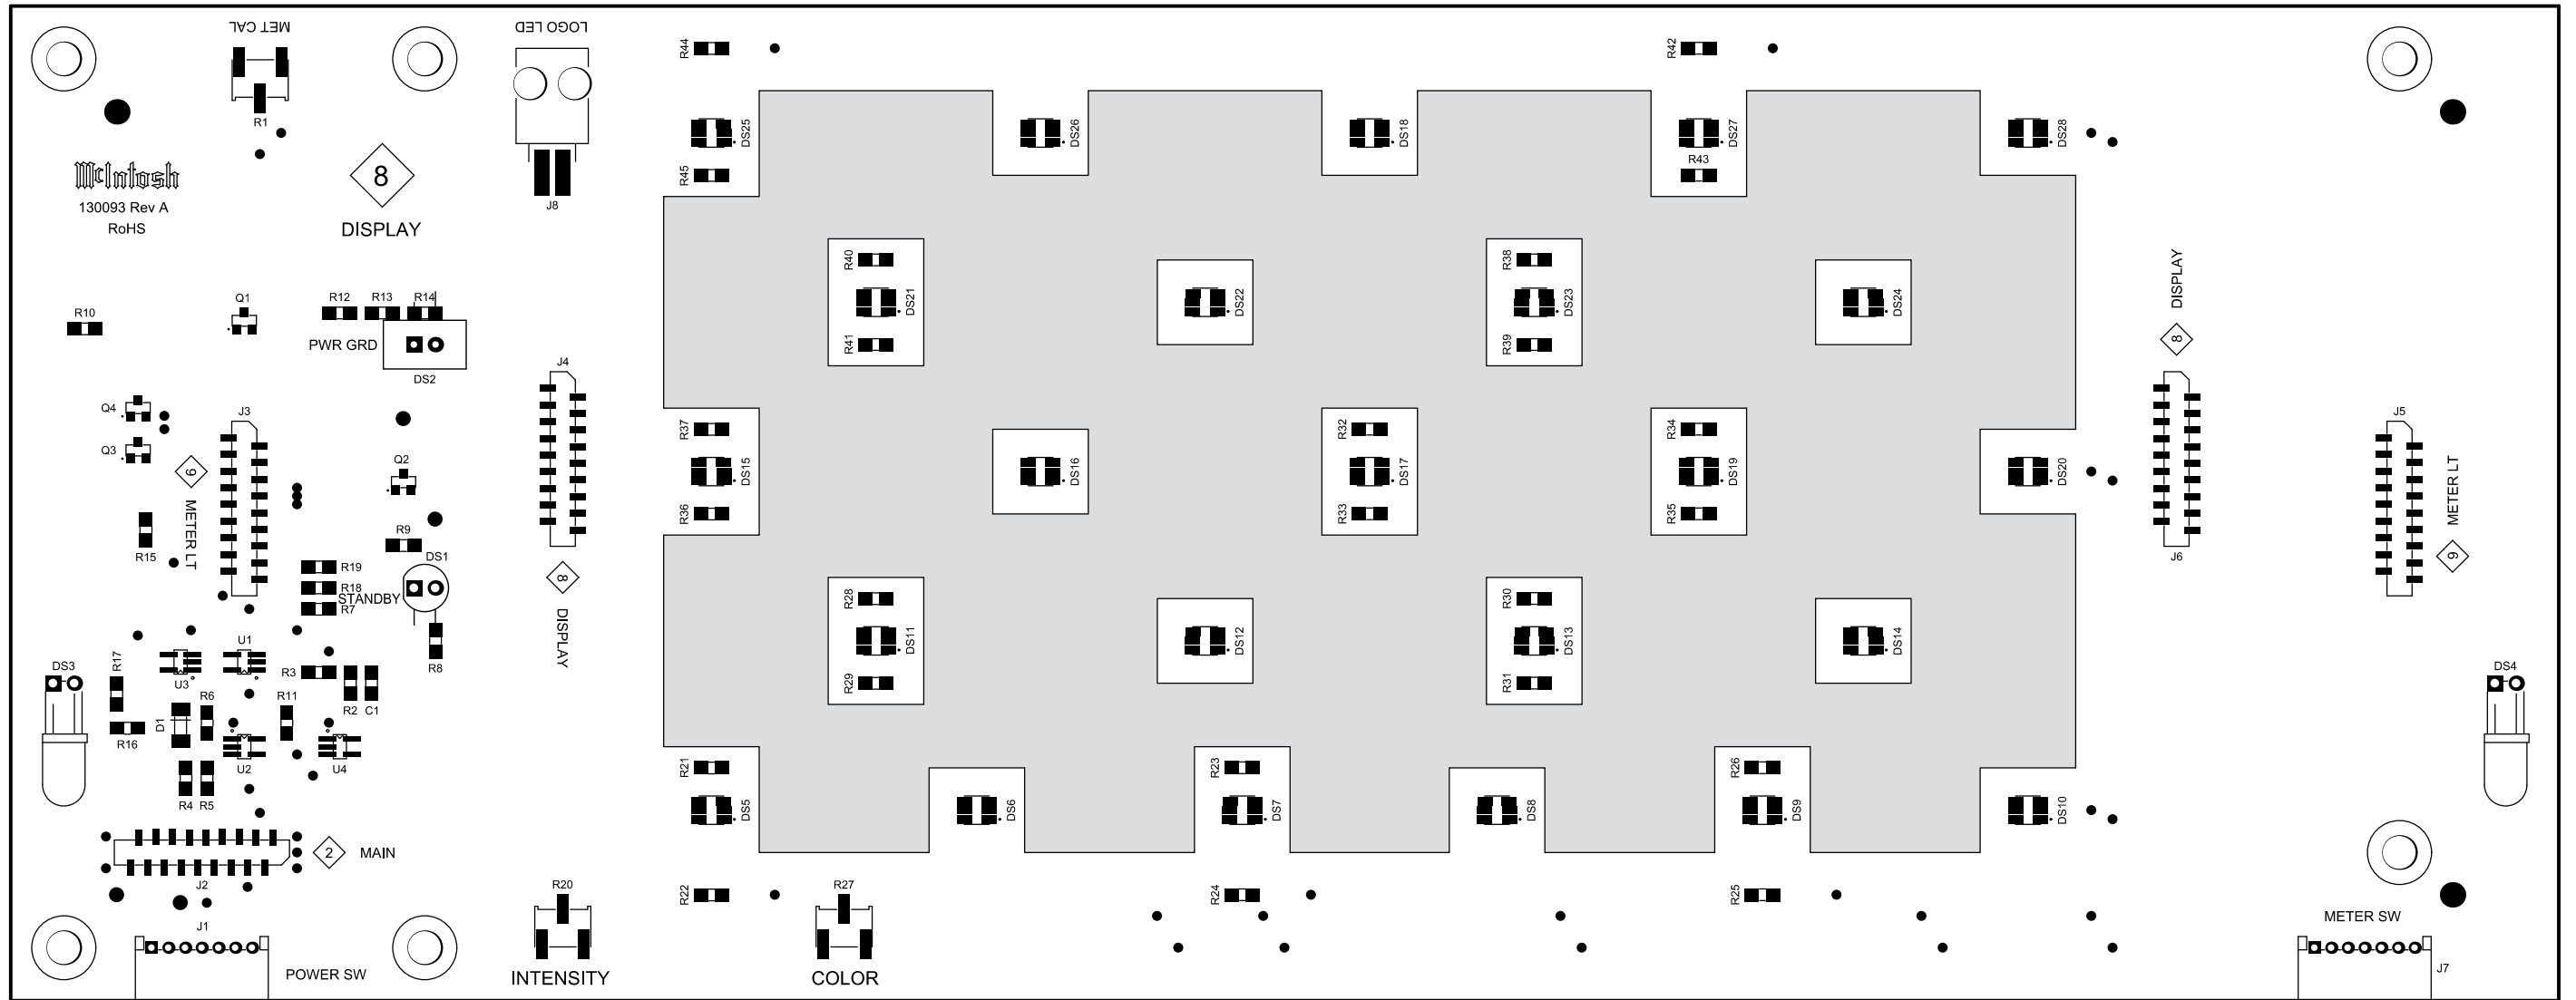 MET CAL
LOGO LED
R44
R42
R1
DS25
DS26
DS18
R43
DS27
DS28
R45
McIntosh
130093 Rev A
RoHS
8
DISPLAY
J8
R40
DS21
R41
DS22
R38
DS23
R39
DS24
DISPLAY
8
R10
Q1
R12
R13
R14
PWR GRD
DS2
J4
Q4
Q3
J3
9
METER LT
Q2
R37
DS15
R36
DS16
R32
DS17
R33
R34
DS19
R35
DS20
J6
J5
METER LT
9
R15
R9
DS1
R19
R18
STANDBY
R7
R8
8
DISPLAY
R28
DS11
R29
DS12
R30
DS13
R31
DS14
DS3
R17
U3
U1
R3
R2
C1
R6
R11
D1
R16
U2
U4
R4
R5
DS4
R21
DS5
DS6
R23
DS7
DS8
R26
DS9
DS10
2
MAIN
J2
J1
POWER SW
R20
INTENSITY
R27
COLOR
R22
R24
R25
METER SW
J7